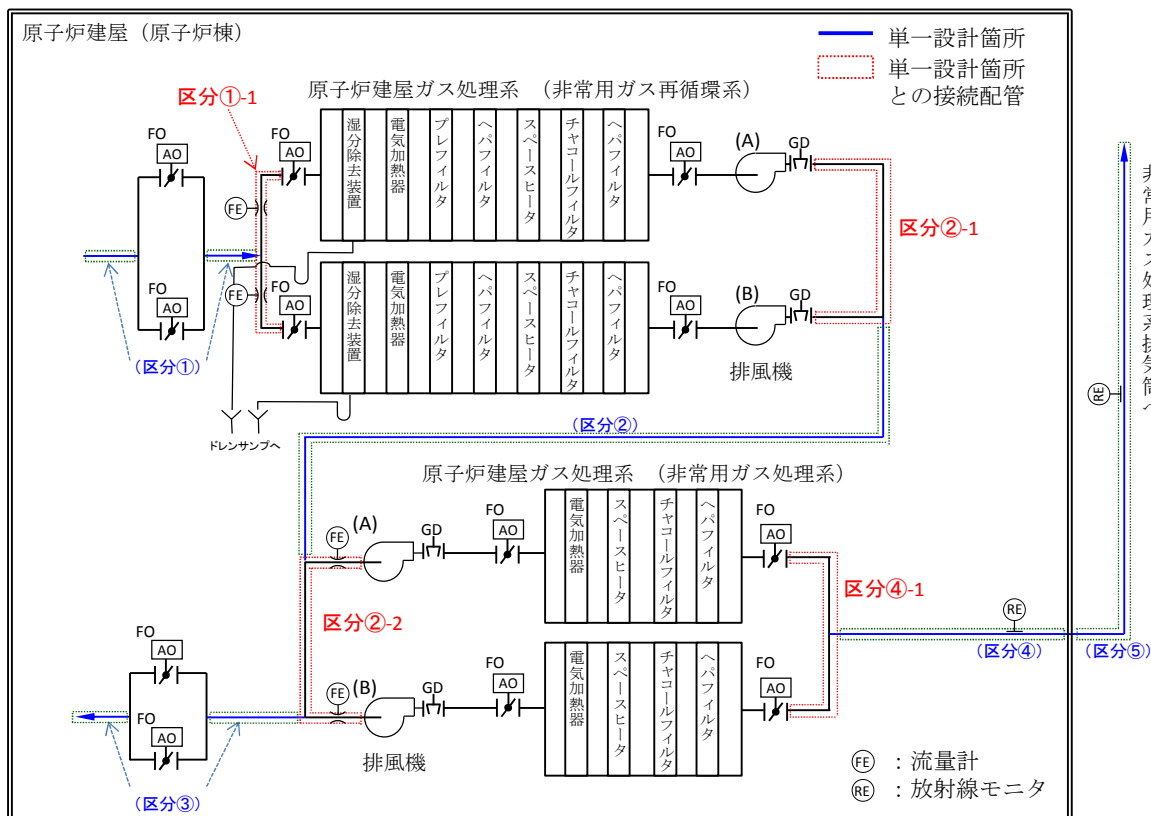 原子炉建屋（原子炉棟）
単一設計箇所
単一設計箇所
との接続配管
区分①-1
原子炉建屋ガス処理系　（非常用ガス再循環系）
FO
AO
FO
AO
湿分除去装置
電気加熱器
プレフィルタ
ヘパフィルタ
スペースヒータ
チャコールフィルタ
ヘパフィルタ
FO
AO
(A)
GD
FE
区分②-1
FE
FO
AO
FO
AO
湿分除去装置
電気加熱器
プレフィルタ
ヘパフィルタ
スペースヒータ
チャコールフィルタ
ヘパフィルタ
FO
AO
(B)
GD
排風機
（区分①）
ドレンサンプへ
（区分②）
非常用ガス処理系排気筒へ
RE
原子炉建屋ガス処理系　（非常用ガス処理系）
FE
(A)
GD
FO
AO
電気加熱器
スペースヒータ
チャコールフィルタ
ヘパフィルタ
FO
AO
区分②-2
区分④-1
RE
（区分④）
（区分⑤）
FO
AO
FO
AO
FE
(B)
GD
FO
AO
電気加熱器
スペースヒータ
チャコールフィルタ
ヘパフィルタ
FO
AO
排風機
（区分③）
FE：流量計
RE：放射線モニタ